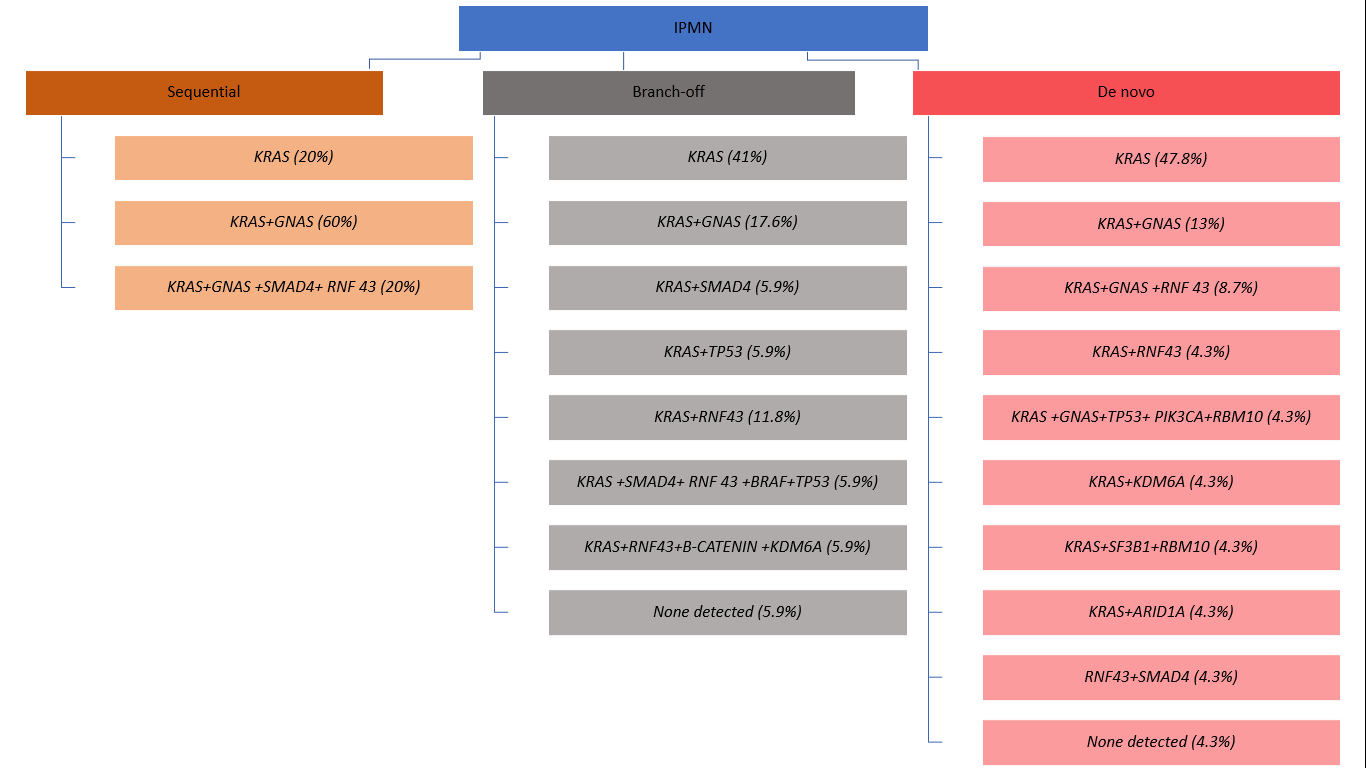 IPMN
Sequential
KRAS (20%)
KRAS+GNAS (60%)
KRAS+GNAS +SMAD4+ RNF 43 (20%)
Branch-off
KRAS (41%)
KRAS+GNAS (17.6%)
KRAS+SMAD4 (5.9%)
KRAS+TP53 (5.9%)
KRAS+RNF43 (11.8%)
KRAS +SMAD4+ RNF 43 +BRAF+TP53 (5.9%)
KRAS+RNF43+B-CATENIN +KDM6A (5.9%)
None detected (5.9%)
De novo
KRAS (47.8%)
KRAS+GNAS (13%)
KRAS+GNAS +RNF 43 (8.7%)
KRAS+RNF43 (4.3%)
KRAS +GNAS+TP53+ PIK3CA+RBM10 (4.3%)
KRAS+KDM6A (4.3%)
KRAS+SF3B1+RBM10 (4.3%)
KRAS+ARID1A (4.3%)
RNF43+SMAD4 (4.3%)
None detected (4.3%)